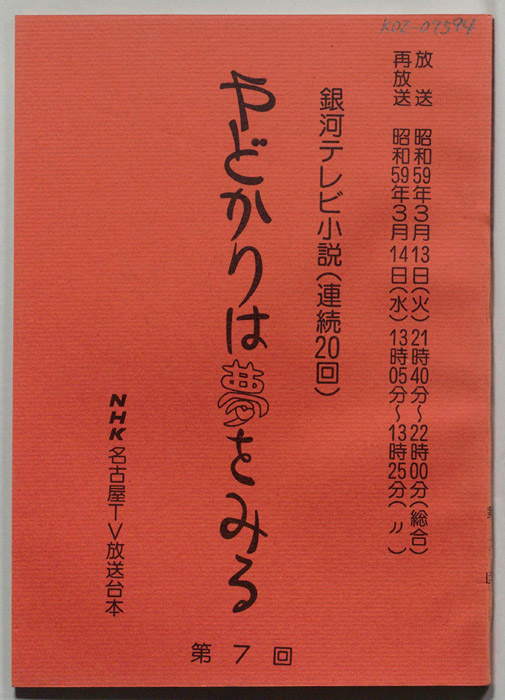 KOZ-09594
放送 昭和59年3月13日(火)21時40分~22時00分(総合)
再放送 昭和59年3月14日(水)13時05分~13時25分(〃)
銀河テレビ小説(連続20回)
やどかりは夢をみる
NHK名古屋TV放送台本
第7回